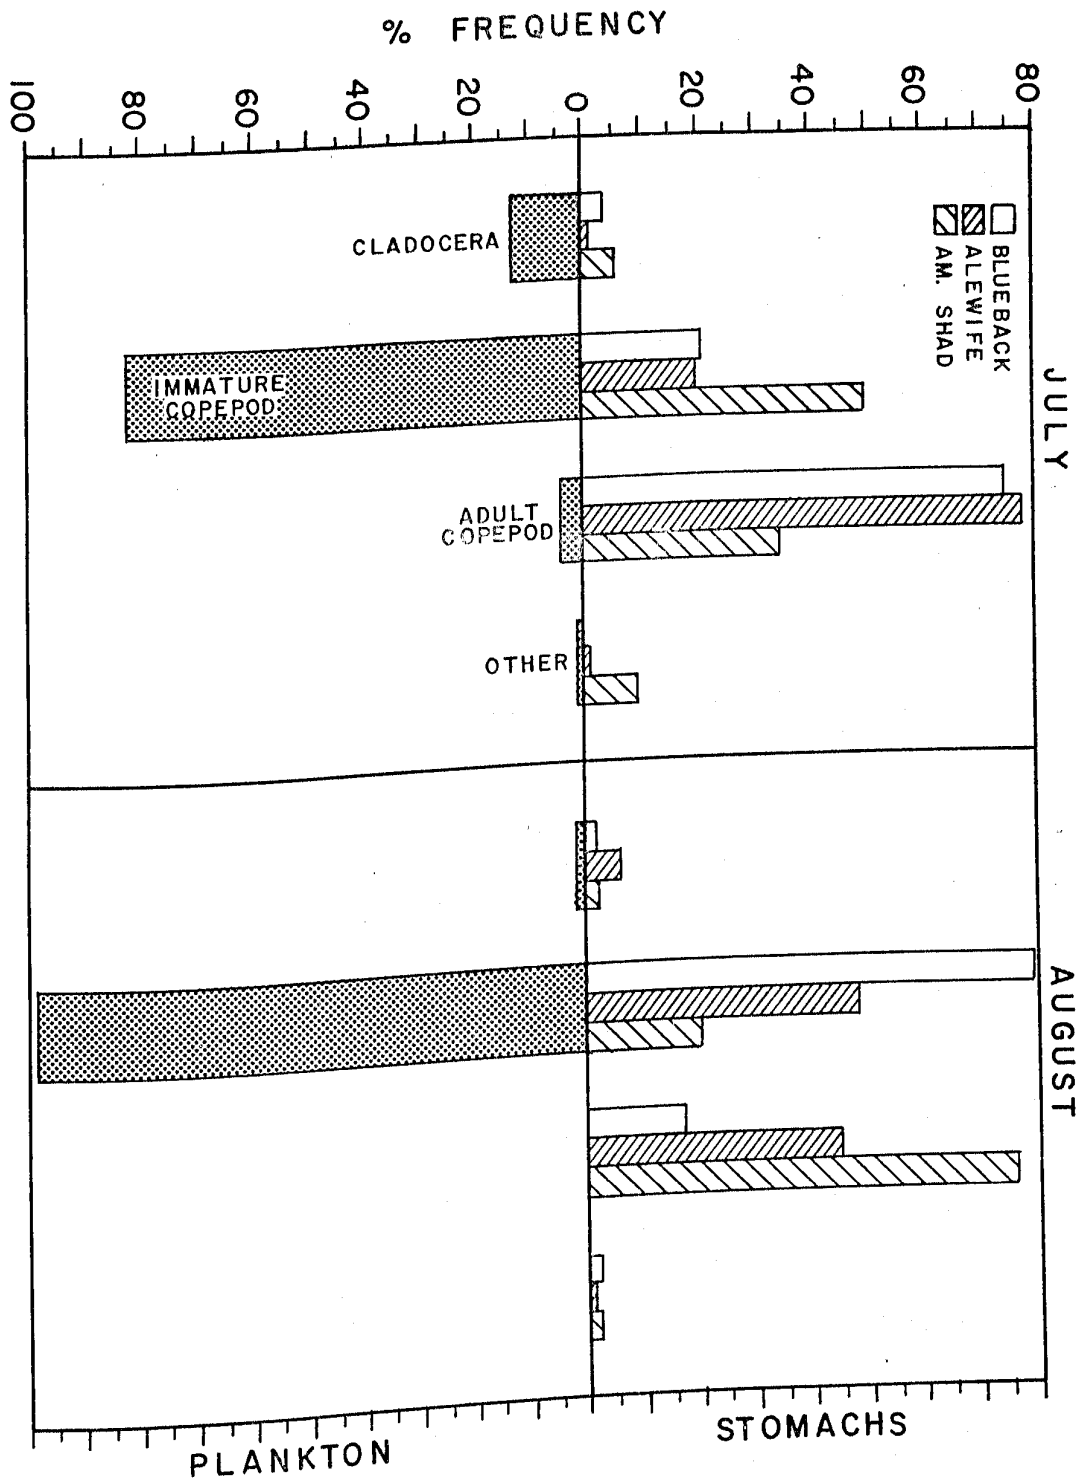 % FREQUENCY
100 80 60 40 20 0 20 40 60 80
BLUEBACK
ALEWIFE
AM. SHAD
JULY
CLADOCERA
IMMATURE
COPEPOD
ADULT
COPEPOD
OTHER
AUGUST
PLANKTON
STOMACHS